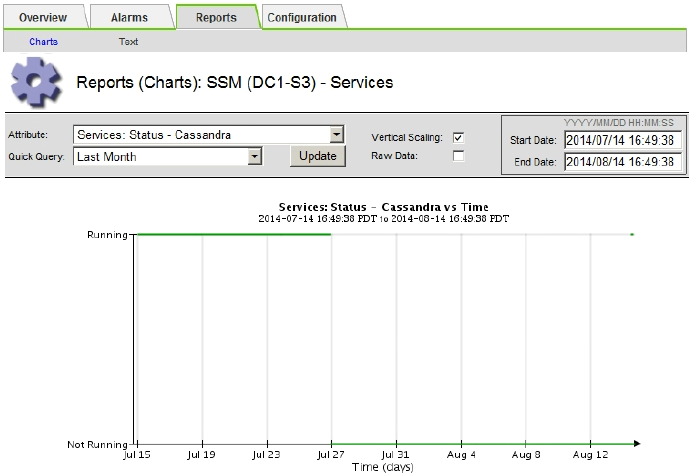 Overview Alarms Reports Configuration
Charts Text
Reports (Charts): SSM (DC1-S3) - Services
YYYY/MM/DD HH:MM:SS
Attribute: Services: Status - Cassandra Vertical Scaling: Start Date: 2014/07/14 16:49:38
Quick Query: Last Month Update Raw Data: End Date: 2014/08/14 16:49:38
Services: Status - Cassandra vs Time
2014-07-14 16:49:38 PDT to 2014-08-14 16:49:38 PDT
Running
Not Running
Jul 15 Jul 19 Jul 23 Jul 27 Jul 31 Aug 4 Aug 8 Aug 12
Time (days)